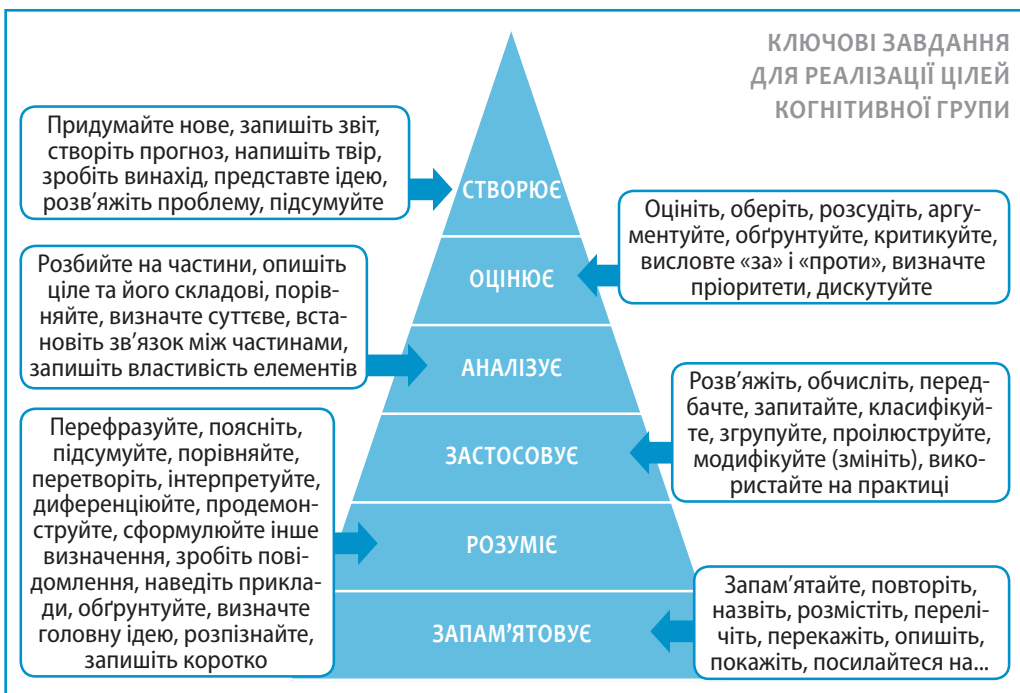 КЛЮЧОВІ ЗАВДАННЯ
ДЛЯ РЕАЛІЗАЦІЇ ЦІЛЕЙ
КОГНІТИВНОЇ ГРУПИ
Придумайте нове, запишіть звіт,
створіть прогноз, напишіть твір,
зробіть винахід, представте ідею,
розв'яжіть проблему, підсумуйте
СТВОРЮЄ
Оцініть, оберіть, розсудіть, аргу-
ментуйте, обґрунтуйте, критикуйте,
висловте «за» і «проти», визначте
пріоритети, дискутуйте
ОЦІНЮЄ
Розбийте на частини, опишіть
ціле та його складові, порів-
няйте, визначте суттєве, вста-
новіть зв'язок між частинами,
запишіть властивість елементів
АНАЛІЗУЄ
Розв'яжіть, обчисліть, перед-
бачте, запитайте, класифікуй-
те, згрупуйте, проілюструйте,
модифікуйте (змініть), вико-
ристайте на практиці
ЗАСТОСОВУЄ
Перефразуйте, поясніть,
підсумуйте, порівняйте,
перетворіть, інтерпретуйте,
диференціюйте, продемон-
струйте, сформулюйте інше
визначення, зробіть пові-
домлення, наведіть прикла-
ди, обґрунтуйте, визначте
головну ідею, розпізнайте,
запишіть коротко
РОЗУМІЄ
Запам'ятайте, повторіть,
назвіть, розмістіть, перелі-
чіть, перекажіть, опишіть,
покажіть, посилайтеся на...
ЗАПАМ'ЯТОВУЄ